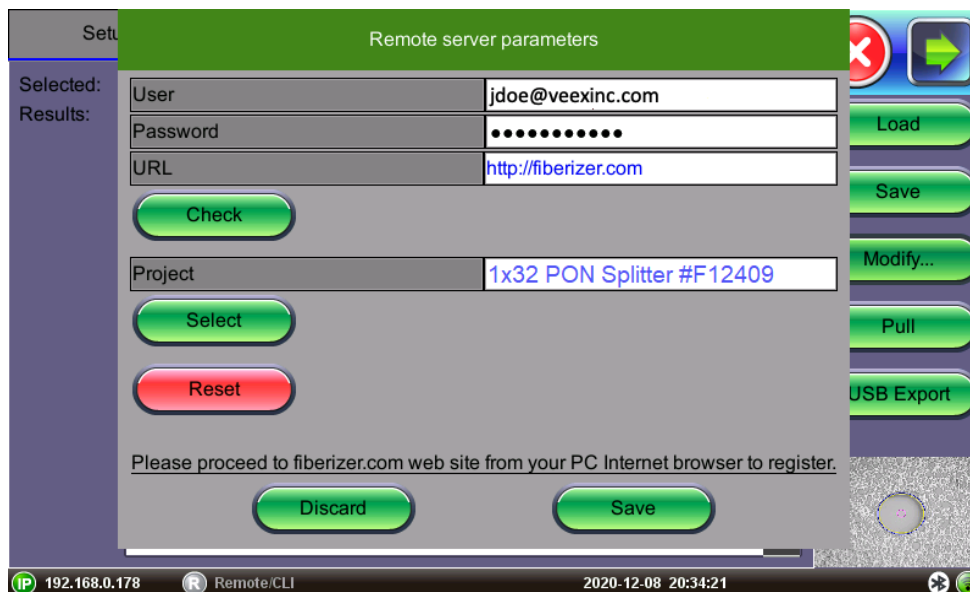 Setu
Remote server parameters
Selected:
Results:
User
jdoe@veexinc.com
Password
●●●●●●●●●●●
URL
http://fiberizer.com
Check
Project
1x32 PON Splitter #F12409
Select
Reset
Please proceed to fiberizer.com web site from your PC Internet browser to register.
Discard
Save
Load
Save
Modify...
Pull
USB Export
IP 192.168.0.178
R Remote/CLI
2020-12-08 20:34:21